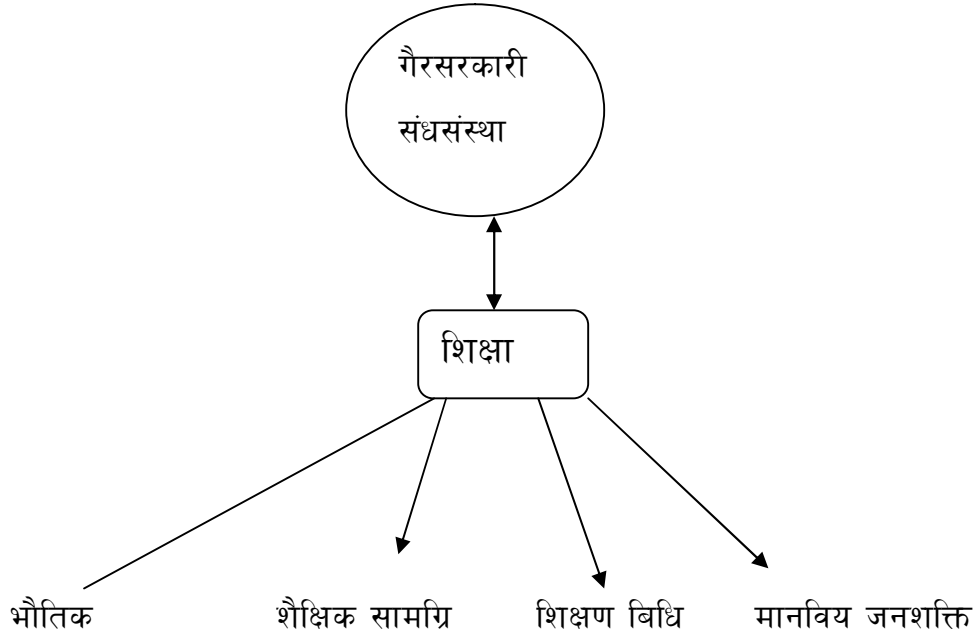 गैरसरकारी
संधसंस्था
शिक्षा
भौतिक शैक्षिक सामग्रि शिक्षण बिधि मानविय जनशक्ति